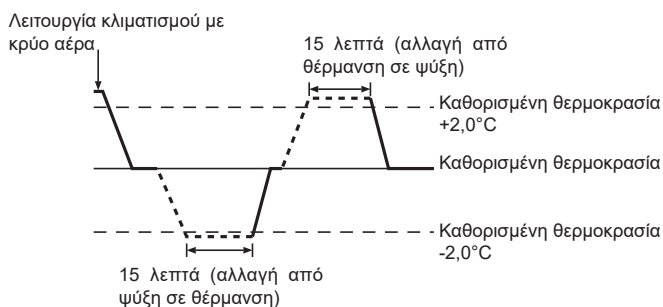 Λειτουργία κλιματισμού με
κρύο αέρα
15 λεπτά (αλλαγή από
θέρμανση σε ψύξη)
Καθορισμένη θερμοκρασία
+2,0°C
Καθορισμένη θερμοκρασία
Καθορισμένη θερμοκρασία
-2,0°C
15 λεπτά (αλλαγή από
ψύξη σε θέρμανση)